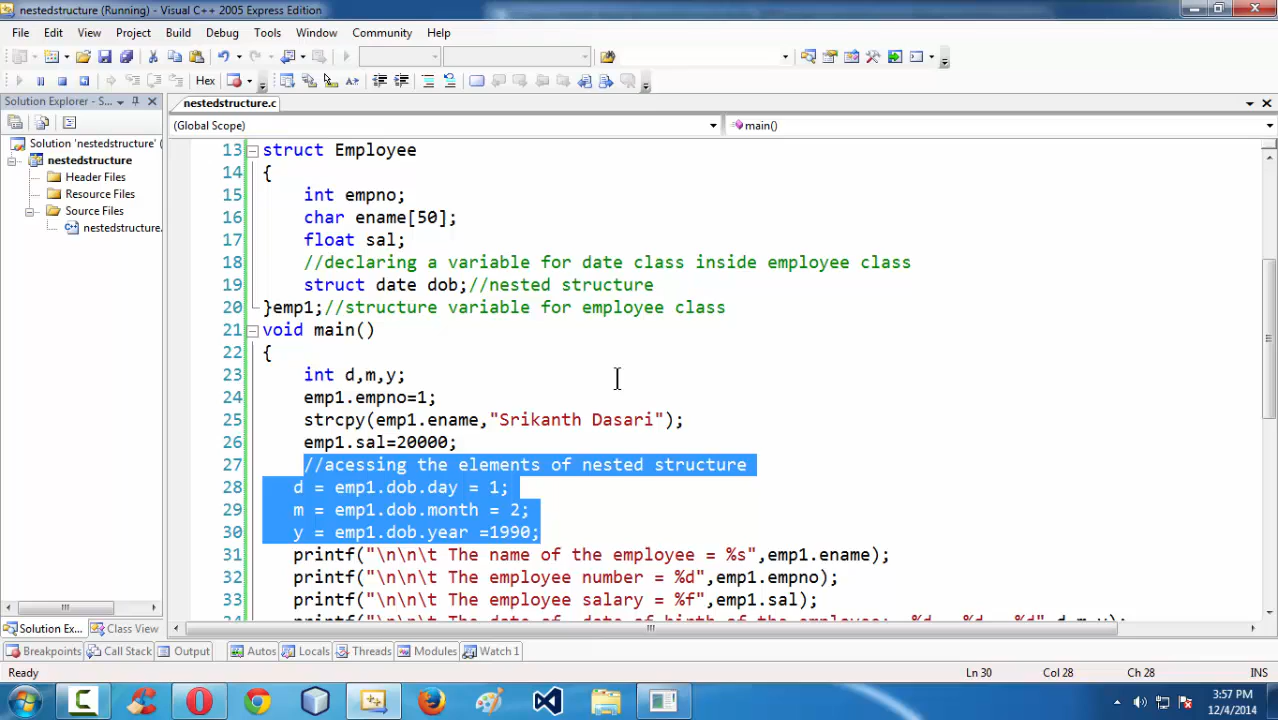 nestedstructure (Running) - Visual C++ 2005 Express Edition
File Edit View Project Build Debug Tools Window Community Help
Hex
Solution Explorer - S...
nestedstructure.c
(Global Scope)
main()
Solution 'nestedstructure' (
nestedstructure
Header Files
Resource Files
Source Files
nestedstructure.
13 struct Employee
14 {
15 int empno;
16 char ename[50];
17 float sal;
18 //declaring a variable for date class inside employee class
19 struct date dob;//nested structure
20 }emp1;//structure variable for employee class
21 void main()
22 {
23 int d,m,y;
24 emp1.empno=1;
25 strcpy(emp1.ename,"Srikanth Dasari");
26 emp1.sal=20000;
27 //acessing the elements of nested structure
28 d = emp1.dob.day = 1;
29 m = emp1.dob.month = 2;
30 y = emp1.dob.year =1990;
31 printf("\n\n\t The name of the employee = %s",emp1.ename);
32 printf("\n\n\t The employee number = %d",emp1.empno);
33 printf("\n\n\t The employee salary = %f",emp1.sal);
Solution Ex... Class View
Breakpoints Call Stack Output Autos Locals Threads Modules Watch 1
Ready Ln 30 Col 28 Ch 28 INS
3:57 PM
12/4/2014